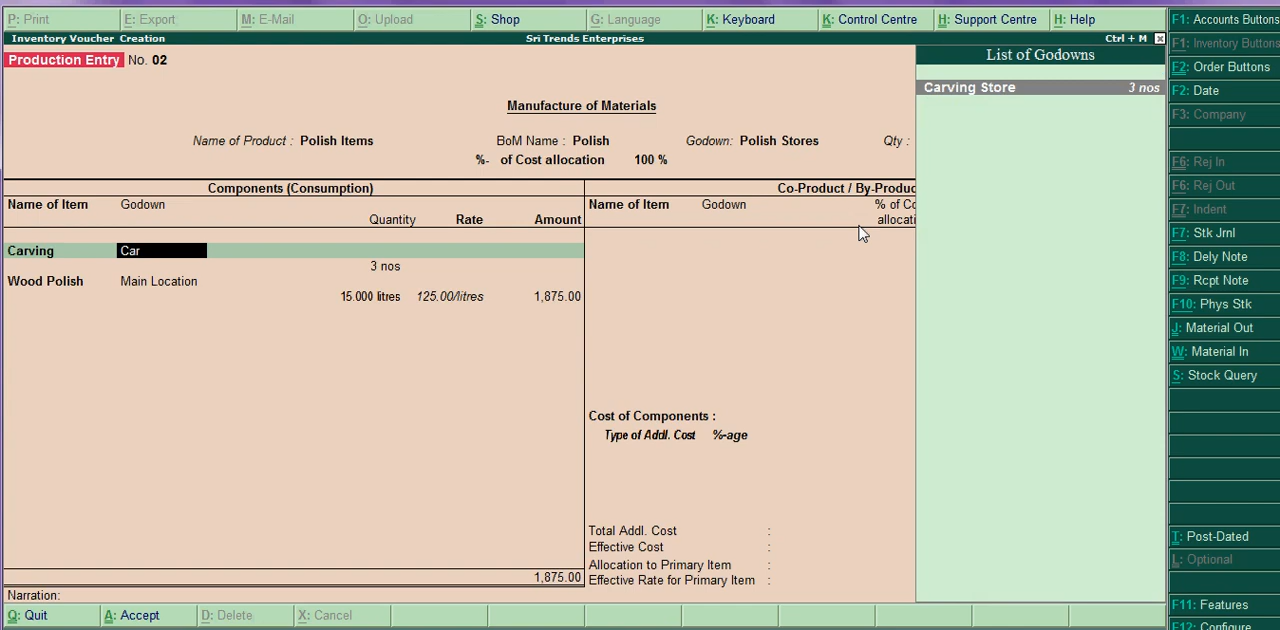 P: Print E: Export M: E-Mail O: Upload S: Shop G: Language K: Keyboard K: Control Centre H: Support Centre H: Help F1: Accounts Buttons
Inventory Voucher Creation Sri Trends Enterprises Ctrl + M
F1: Inventory Buttons
Production Entry No. 02 List of Godowns
F2: Order Buttons
Carving Store 3 nos F2: Date
Manufacture of Materials
F3: Company
Name of Product : Polish Items BoM Name : Polish Godown: Polish Stores Qty :
%- of Cost allocation 100 %
F6: Rej In
Components (Consumption) Co-Product / By-Produc
F6: Rej Out
Name of Item Godown Name of Item Godown % of Co
F7: Indent
Quantity Rate Amount allocati
F7: Stk Jrnl
Carving Car
F8: Dely Note
3 nos
Wood Polish Main Location
F9: Rcpt Note
15.000 litres 125.00/litres 1,875.00
F10: Phys Stk
J: Material Out
W: Material In
S: Stock Query
Cost of Components :
Type of Addl. Cost %-age
Total Addl. Cost :
T: Post-Dated
Effective Cost :
L: Optional
Allocation to Primary Item :
1,875.00 Effective Rate for Primary Item :
Narration:
F11: Features
Q: Quit A: Accept D: Delete X: Cancel
F12: Configure